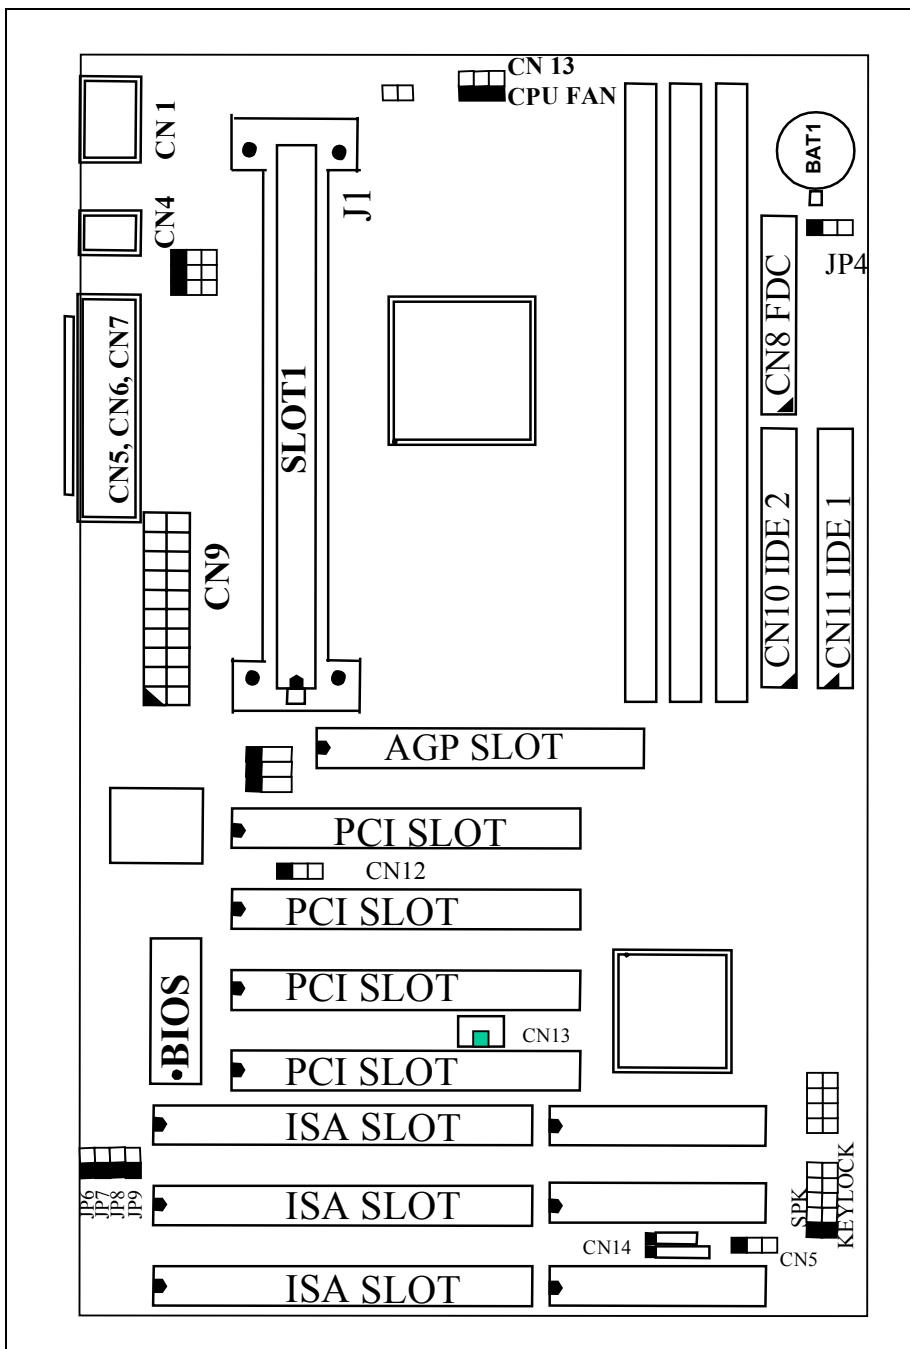 CN 13
CPU FAN
CN 1
BAT1
J1
CN4
JP4
CN8 FDC
CN5, CN6, CN7
SLOT1
CN10 IDE 2
CN11 IDE 1
CN9
AGP SLOT
PCI SLOT
CN12
PCI SLOT
PCI SLOT
BIOS
CN13
PCI SLOT
ISA SLOT
JP6
JP7
JP8
JP9
ISA SLOT
SPK
KEYLOCK
CN14
CN5
ISA SLOT